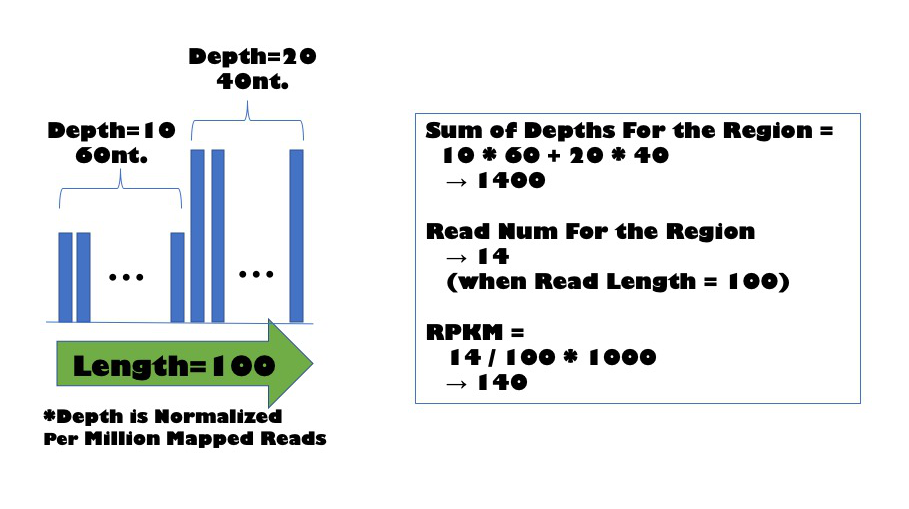 Depth=20
40nt.
Depth=10
60nt.
...
...
Length=100
*Depth is Normalized
Per Million Mapped Reads
Sum of Depths For the Region =
10 * 60 + 20 * 40
→ 1400
Read Num For the Region
→ 14
(when Read Length = 100)
RPKM =
14 / 100 * 1000
→ 140